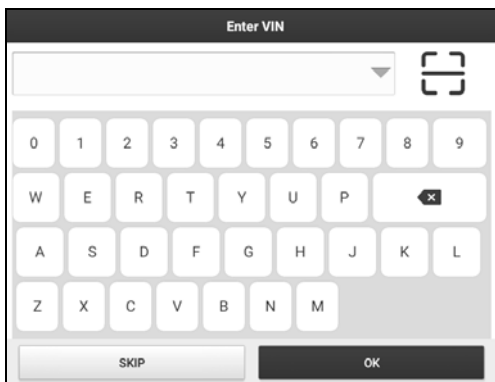 Enter VIN
0 1 2 3 4 5 6 7 8 9
W E R T Y U P
A S D F G H J K L
Z X C V B N M
SKIP OK